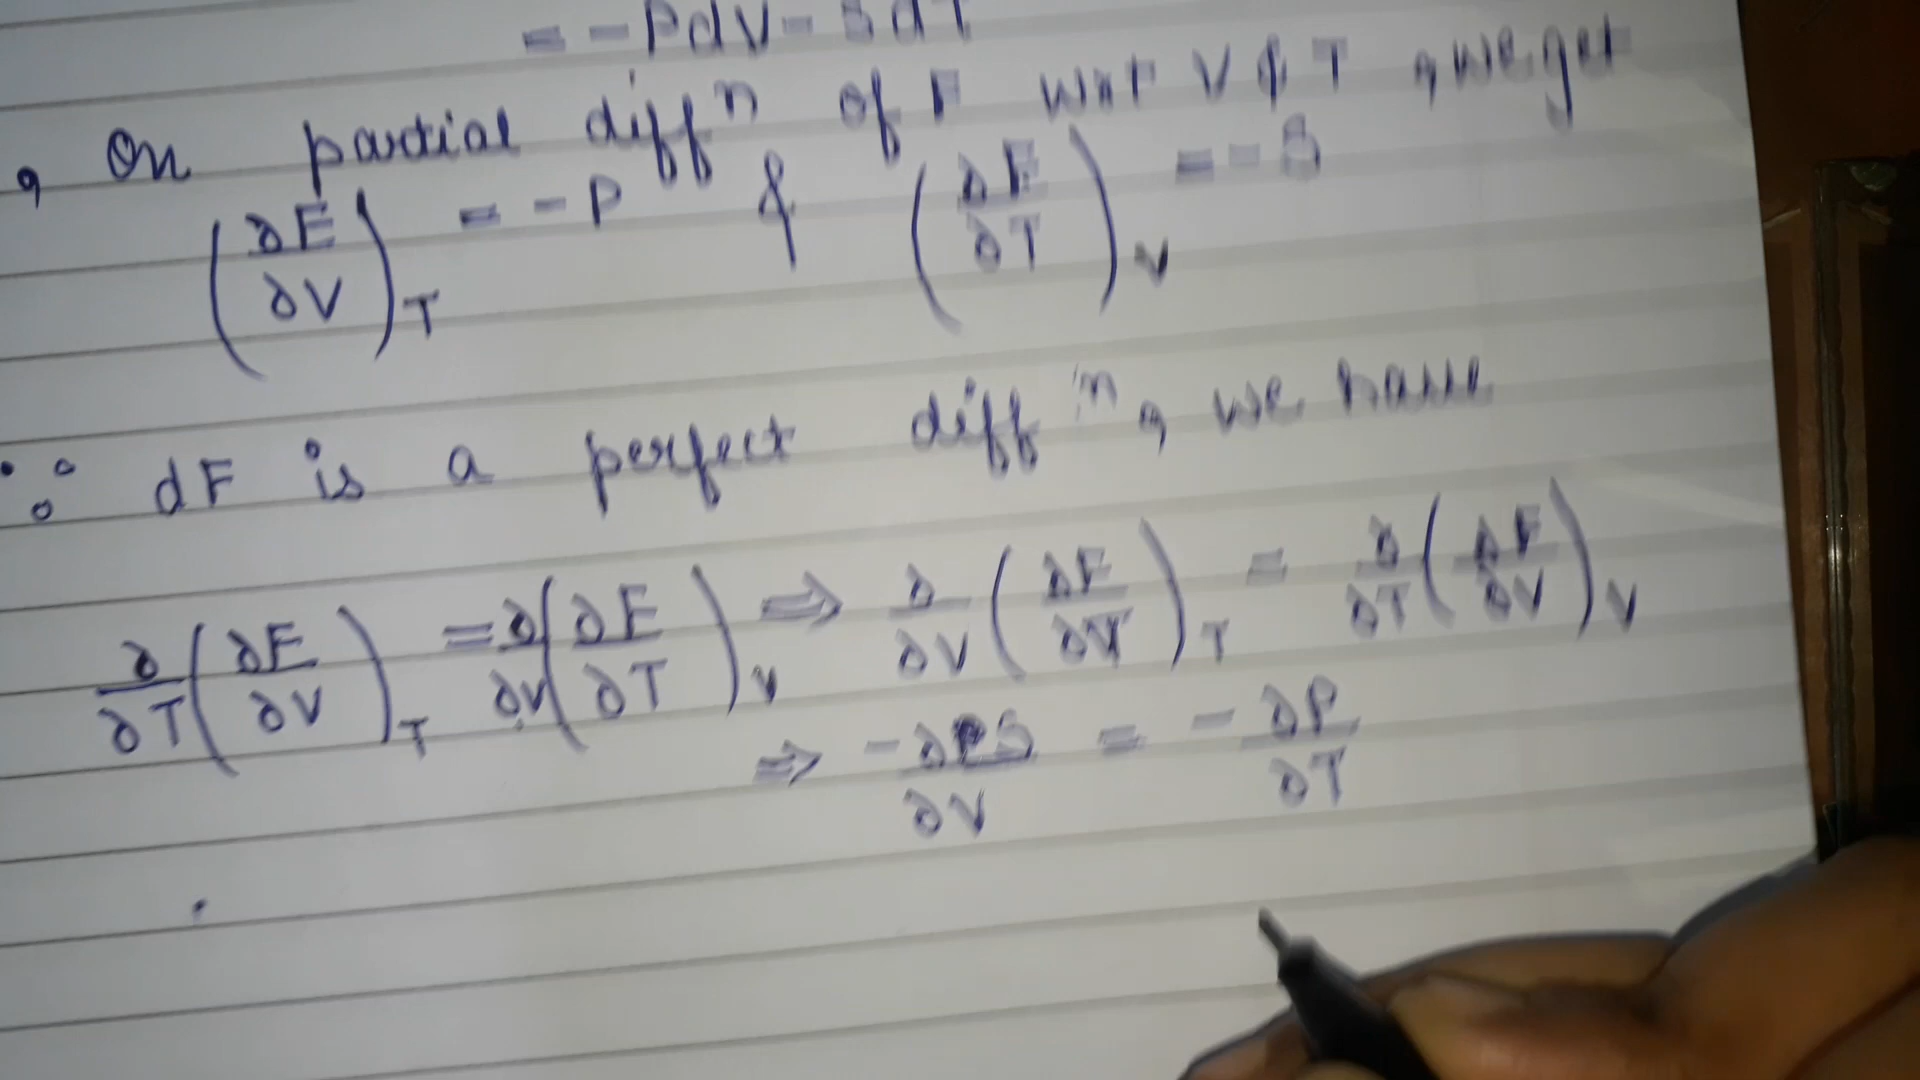 = - PdV - SdT
, On partial diffⁿ of F wrt V & T , we get
(∂F/∂V)_T = - P & (∂F/∂T)_V = - S
∵ dF is a perfect diffⁿ , we have
∂/∂T (∂F/∂V)_T = ∂/∂V (∂F/∂T)_V ⇒ ∂/∂V (∂F/∂T)_T = ∂/∂T (∂F/∂V)_V
⇒ -∂S/∂V = - ∂P/∂T